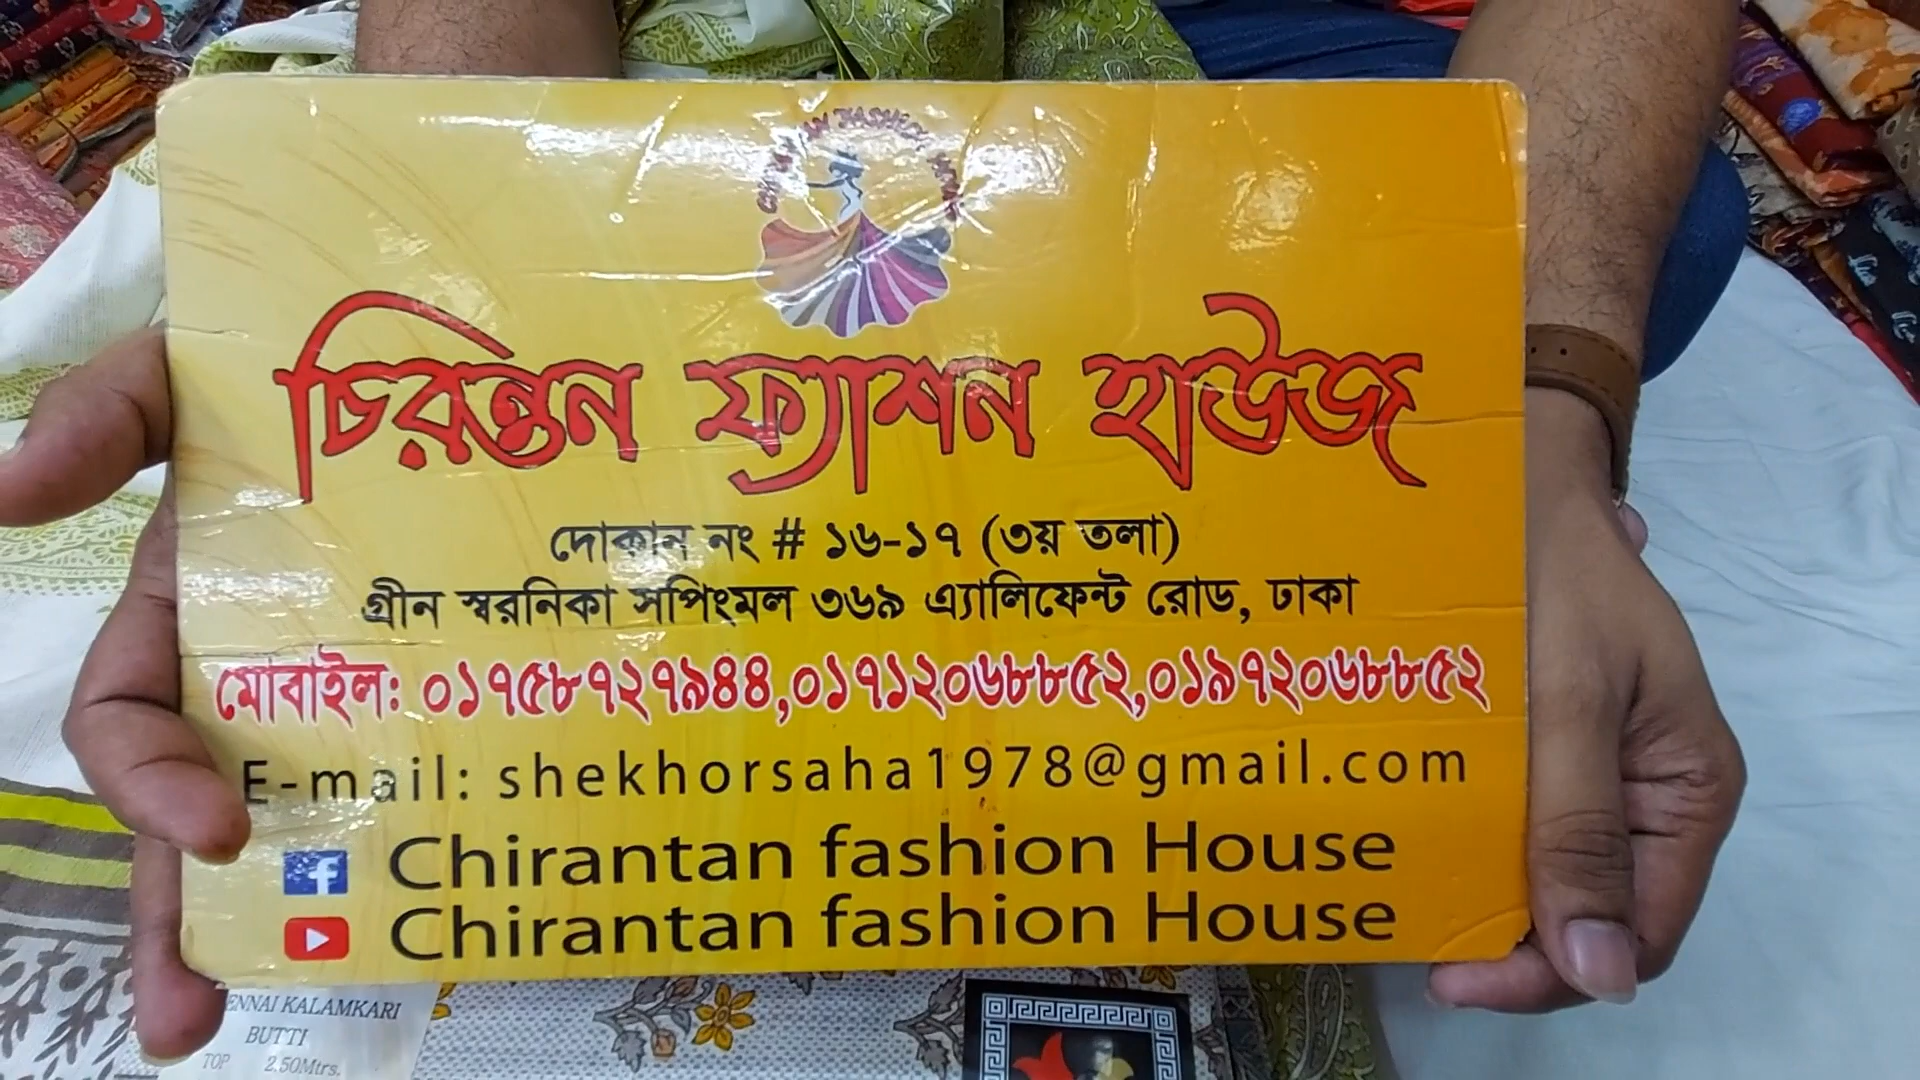 চিরন্তন ফ্যাশন হাউজ
দোকান নং # ১৬-১৭ (৩য় তলা)
গ্রীন স্বরনিকা সপিংমল ৩৬৯ এ্যালিফেন্ট রোড, ঢাকা
মোবাইল: ০১৭৫৮৭২৭৯৪৪,০১৭১২০৬৮৮৫২,০১৯৭২০৬৮৮৫২
E-mail: shekhorsaha1978@gmail.com
Chirantan fashion House
Chirantan fashion House
KALAMKARI
BUTTI
TOP 2.50Mtrs.